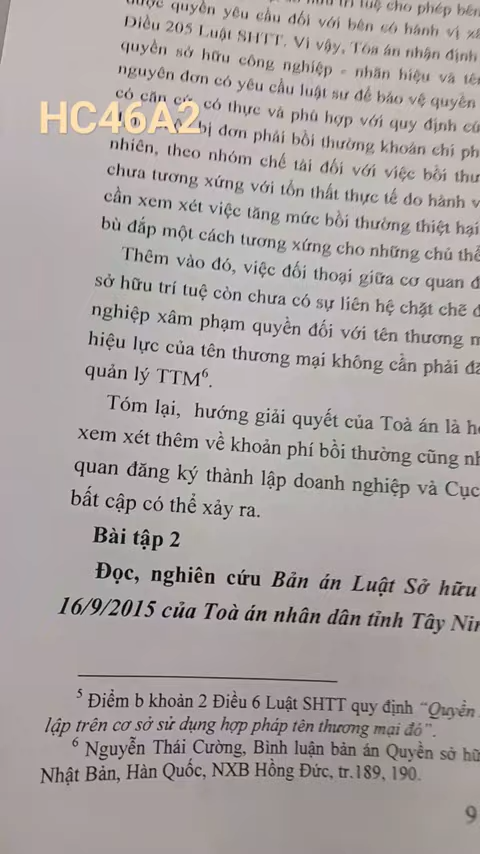 được quyền yêu cầu đối với bên có hành vi
Điều 205 Luật SHTT. Vì vậy, Tòa án nhận định
quyền sở hữu công nghiệp - nhãn hiệu và
nguyên đơn có yêu cầu luật sư để bảo vệ quyền
có căn cứ, có thực và phù hợp với quy định
HC46A2
bị đơn phải bồi thường khoản chi
nhiên, theo nhóm chế tài đối với việc bồi
chưa tương xứng với tổn thất thực tế do hành
cần xem xét việc tăng mức bồi thường thiệt hại
bù đắp một cách tương xứng cho những chủ
Thêm vào đó, việc đối thoại giữa cơ quan
sở hữu trí tuệ còn chưa có sự liên hệ chặt chẽ
nghiệp xâm phạm quyền đối với tên thương
hiệu lực của tên thương mại không cần phải
quản lý TTM⁶.
Tóm lại, hướng giải quyết của Toà án là
xem xét thêm về khoản phí bồi thường cũng
quan đăng ký thành lập doanh nghiệp và Cục
bất cập có thể xảy ra.
Bài tập 2
Đọc, nghiên cứu Bản án Luật Sở hữu
16/9/2015 của Toà án nhân dân tỉnh Tây
⁵ Điểm b khoản 2 Điều 6 Luật SHTT quy định “Quyền
lập trên cơ sở sử dụng hợp pháp tên thương mại đó”.
⁶ Nguyễn Thái Cường, Bình luận bản án Quyền sở
Nhật Bản, Hàn Quốc, NXB Hồng Đức, tr.189, 190.
9